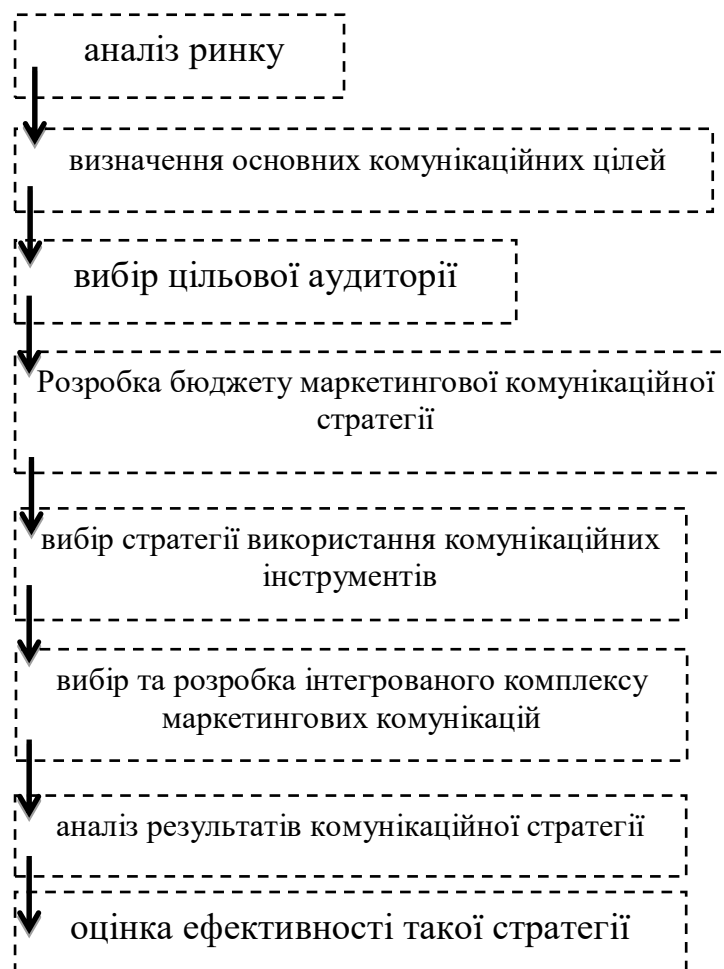 аналіз ринку
визначення основних комунікаційних цілей
вибір цільової аудиторії
Розробка бюджету маркетингової комунікаційної
стратегії
вибір стратегії використання комунікаційних
інструментів
вибір та розробка інтегрованого комплексу
маркетингових комунікацій
аналіз результатів комунікаційної стратегії
оцінка ефективності такої стратегії